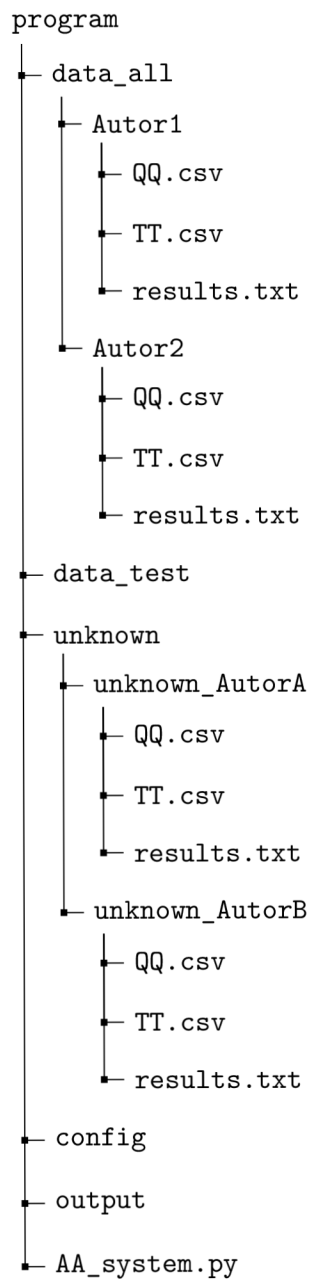 program
data_all
Autor1
QQ.csv
TT.csv
results.txt
Autor2
QQ.csv
TT.csv
results.txt
data_test
unknown
unknown_AutorA
QQ.csv
TT.csv
results.txt
unknown_AutorB
QQ.csv
TT.csv
results.txt
config
output
AA_system.py